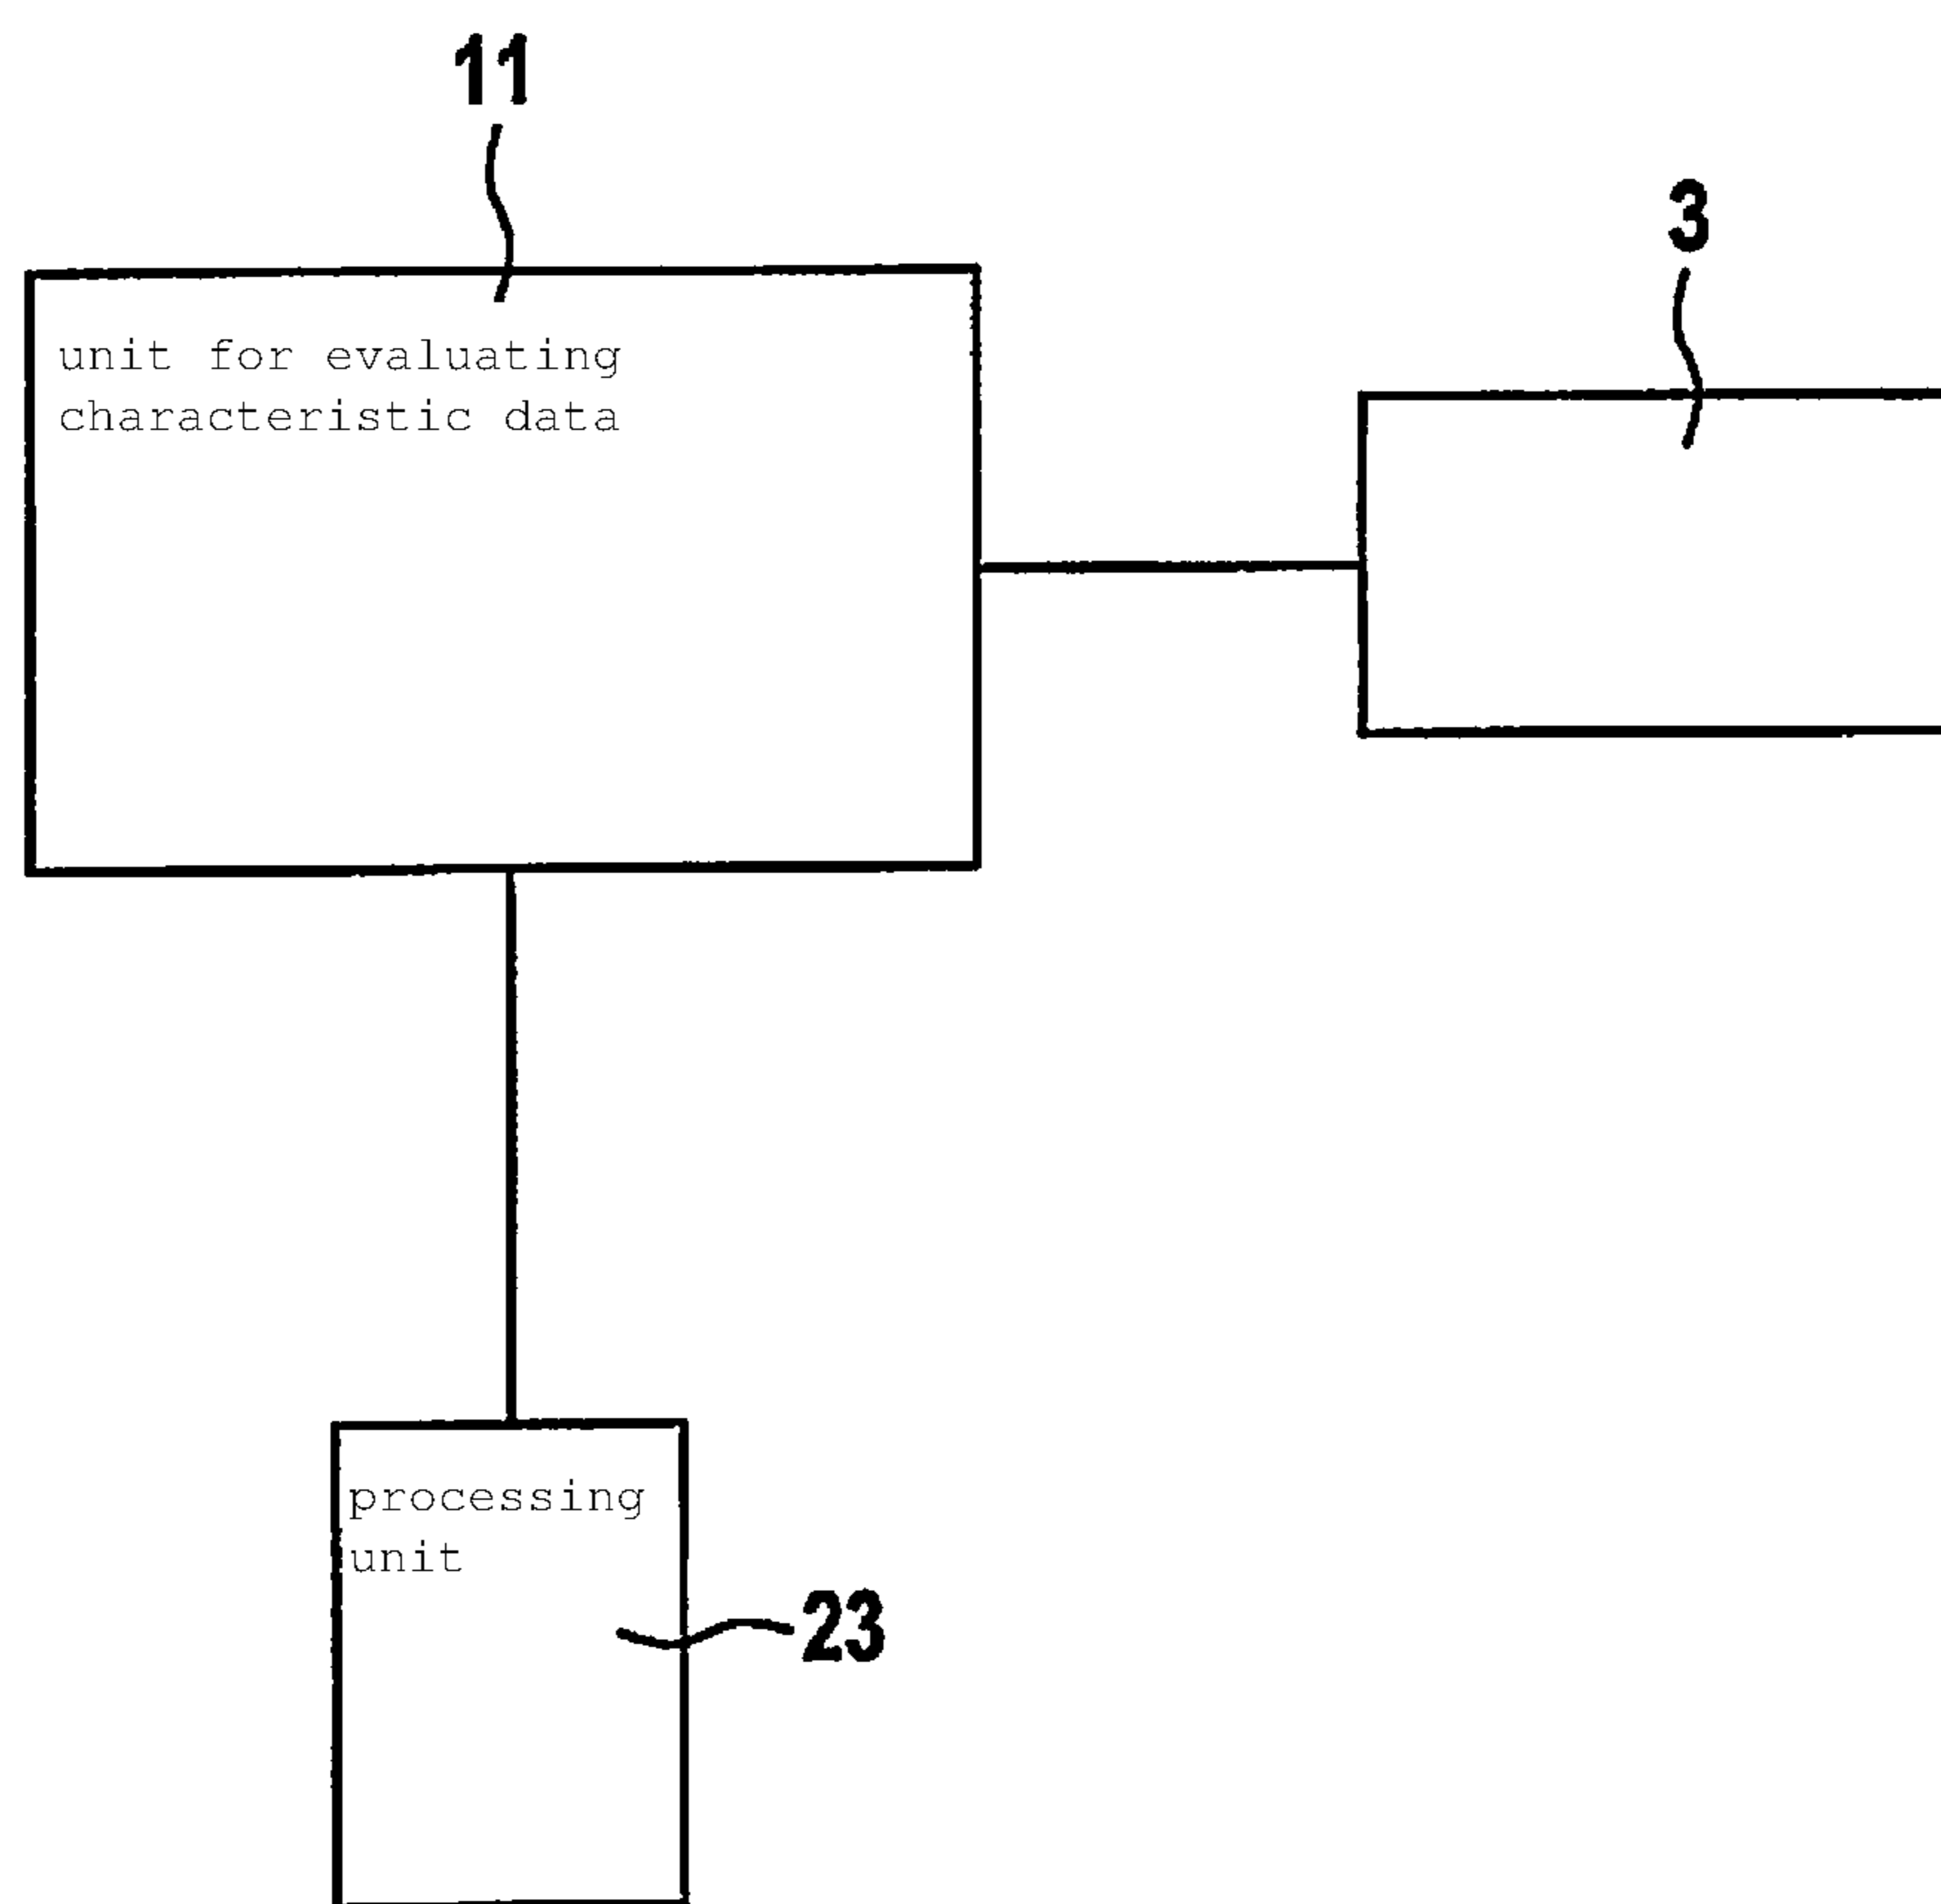 11
3
unit for evaluating
characteristic data
processing
unit
23